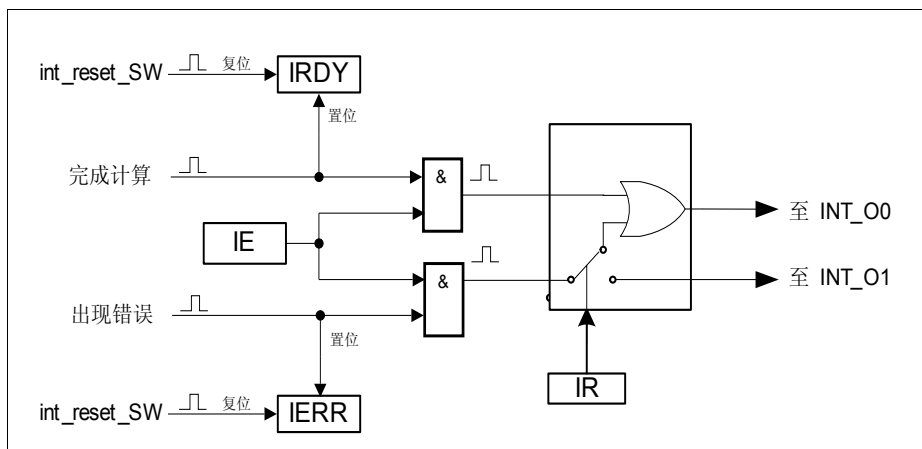 int_reset_SW
复位
IRDY
置位
完成计算
&
至 INT_O0
IE
&
至 INT_O1
出现错误
置位
IR
int_reset_SW
复位
IERR